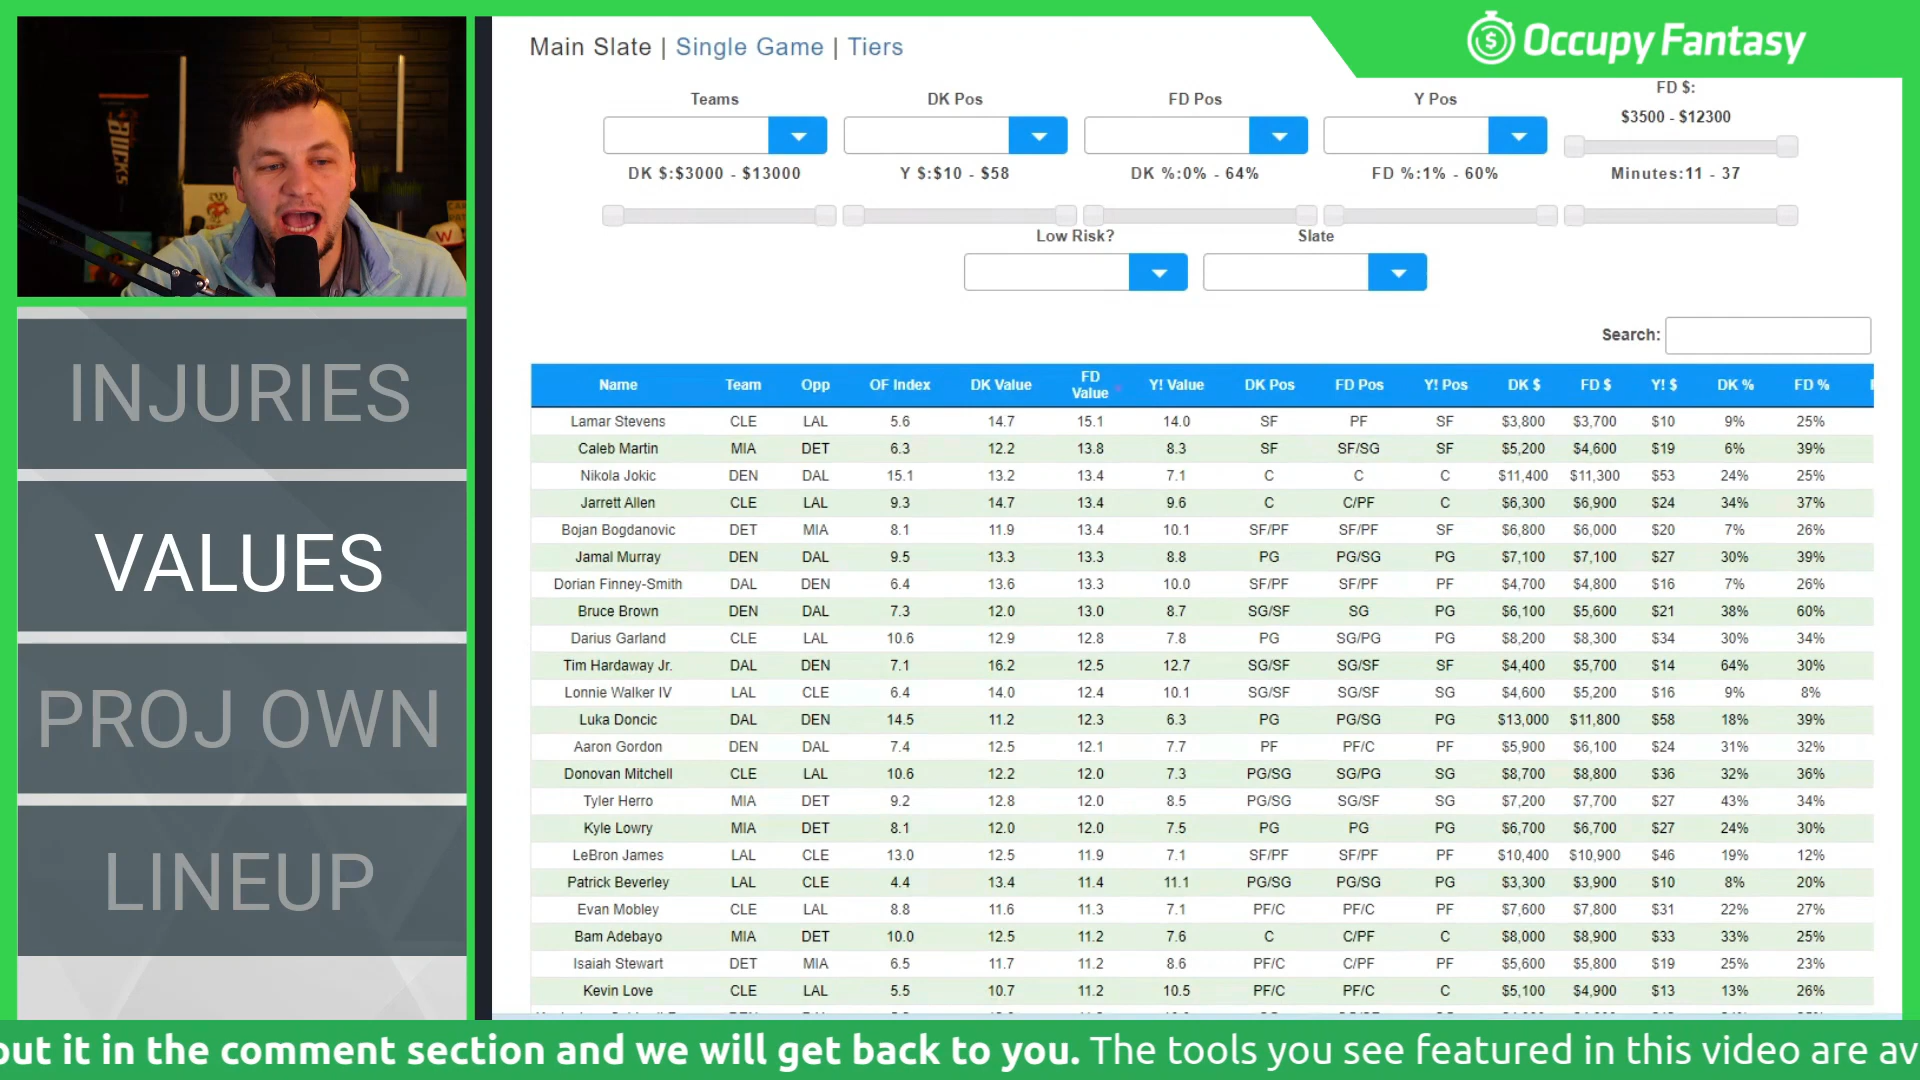 Main Slate | Single Game | Tiers
Occupy Fantasy
Teams DK Pos FD Pos Y Pos FD $:
$3500 - $12300
DK $:$3000 - $13000 Y $:$10 - $58 DK %:0% - 64% FD %:1% - 60% Minutes:11 - 37
Low Risk? Slate
Search:
INJURIES
VALUES
PROJ OWN
LINEUP
BUCKS
Name Team Opp OF Index DK Value FD Value Y! Value DK Pos FD Pos Y! Pos DK $ FD $ Y! $ DK % FD %
Lamar Stevens CLE LAL 5.6 14.7 15.1 14.0 SF PF SF $3,800 $3,700 $10 9% 25%
Caleb Martin MIA DET 6.3 12.2 13.8 8.3 SF SF/SG SF $5,200 $4,600 $19 6% 39%
Nikola Jokic DEN DAL 15.1 13.2 13.4 7.1 C C C $11,400 $11,300 $53 24% 25%
Jarrett Allen CLE LAL 9.3 14.7 13.4 9.6 C C/PF C $6,300 $6,900 $24 34% 37%
Bojan Bogdanovic DET MIA 8.1 11.9 13.4 10.1 SF/PF SF/PF SF $6,800 $6,000 $20 7% 26%
Jamal Murray DEN DAL 9.5 13.3 13.3 8.8 PG PG/SG PG $7,100 $7,100 $27 30% 39%
Dorian Finney-Smith DAL DEN 6.4 13.6 13.3 10.0 SF/PF SF/PF PF $4,700 $4,800 $16 7% 26%
Bruce Brown DEN DAL 7.3 12.0 13.0 8.7 SG/SF SG PG $6,100 $5,600 $21 38% 60%
Darius Garland CLE LAL 10.6 12.9 12.8 7.8 PG SG/PG PG $8,200 $8,300 $34 30% 34%
Tim Hardaway Jr. DAL DEN 7.1 16.2 12.5 12.7 SG/SF SG/SF SF $4,400 $5,700 $14 64% 30%
Lonnie Walker IV LAL CLE 6.4 14.0 12.4 10.1 SG/SF SG/SF SG $4,600 $5,200 $16 9% 8%
Luka Doncic DAL DEN 14.5 11.2 12.3 6.3 PG PG/SG PG $13,000 $11,800 $58 18% 39%
Aaron Gordon DEN DAL 7.4 12.5 12.1 7.7 PF PF/C PF $5,900 $6,100 $24 31% 32%
Donovan Mitchell CLE LAL 10.6 12.2 12.0 7.3 PG/SG SG/PG SG $8,700 $8,800 $36 32% 36%
Tyler Herro MIA DET 9.2 12.8 12.0 8.5 PG/SG SG/SF SG $7,200 $7,700 $27 43% 34%
Kyle Lowry MIA DET 8.1 12.0 12.0 7.5 PG PG PG $6,700 $6,700 $27 24% 30%
LeBron James LAL CLE 13.0 12.5 11.9 7.1 SF/PF SF/PF PF $10,400 $10,900 $46 19% 12%
Patrick Beverley LAL CLE 4.4 13.4 11.4 11.1 PG/SG PG/SG PG $3,300 $3,900 $10 8% 20%
Evan Mobley CLE LAL 8.8 11.6 11.3 7.1 PF/C PF/C PF $7,600 $7,800 $31 22% 27%
Bam Adebayo MIA DET 10.0 12.5 11.2 7.6 C C/PF C $8,000 $8,900 $33 33% 25%
Isaiah Stewart DET MIA 6.5 11.7 11.2 8.6 PF/C C/PF PF $5,600 $5,800 $19 25% 23%
Kevin Love CLE LAL 5.5 10.7 11.2 10.5 PF/C PF/C C $5,100 $4,900 $13 13% 26%
out it in the comment section and we will get back to you. The tools you see featured in this video are av